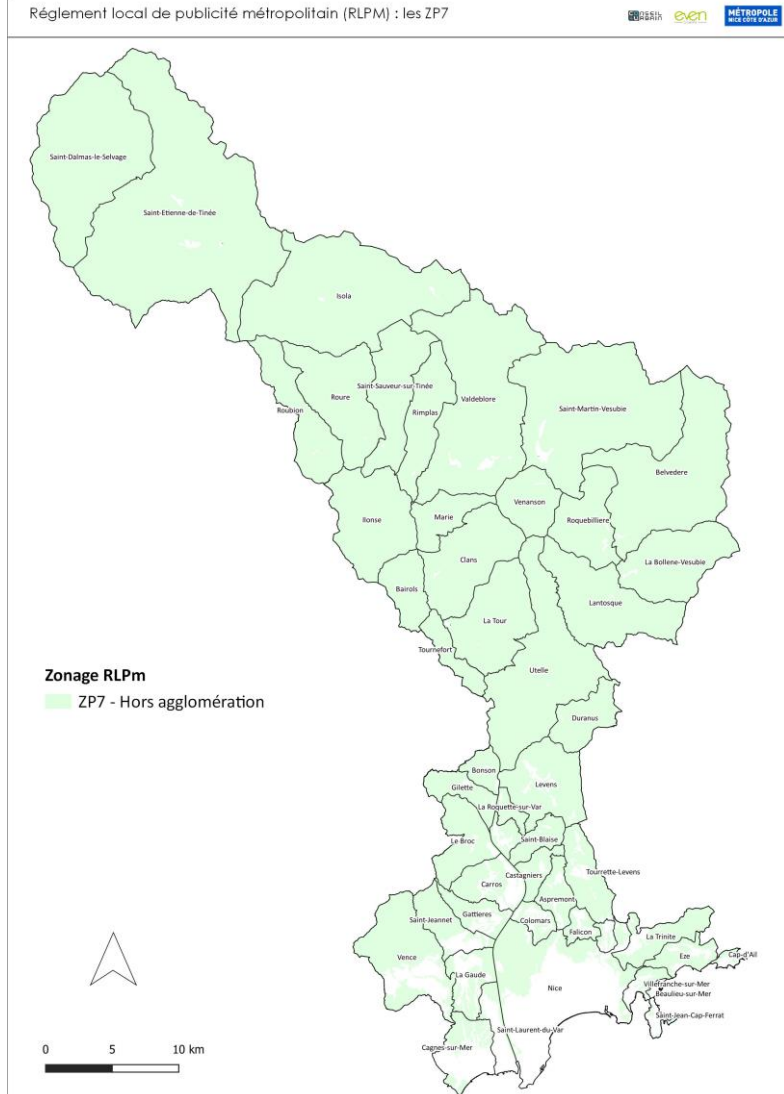 Réglement local de publicité métropolitain (RLPM) : les ZP7
even
MÉTROPOLE
NICE CÔTE D'AZUR
Saint-Dalmas-le-Selvage
Saint-Etienne-de-Tinée
Isola
Saint-Sauveur-sur-Tinée
Roure
Valdeblore
Roubion
Rimplas
Saint-Martin-Vesubie
Belvedere
Venanson
Ilonse
Marie
Roquebilliere
Clans
La Bollene-Vesubie
Bairols
Lantosque
La Tour
Tournefort
Utelle
Zonage RLPm
ZP7 - Hors agglomération
Duranus
Bonson
Gilette
Levens
La Roquette-sur-Var
Le Broc
Saint-Blaise
Castagniers
Tourrette-Levens
Carros
Aspremont
Saint-Jeannet
Gattieres
Colomars
Falicon
La Trinite
Vence
Eze
Cap-d'Ail
La Gaude
Villefranche-sur-Mer
Nice
Beaulieu-sur-Mer
Saint-Jean-Cap-Ferrat
Saint-Laurent-du-Var
Cagnes-sur-Mer
0 5 10 km